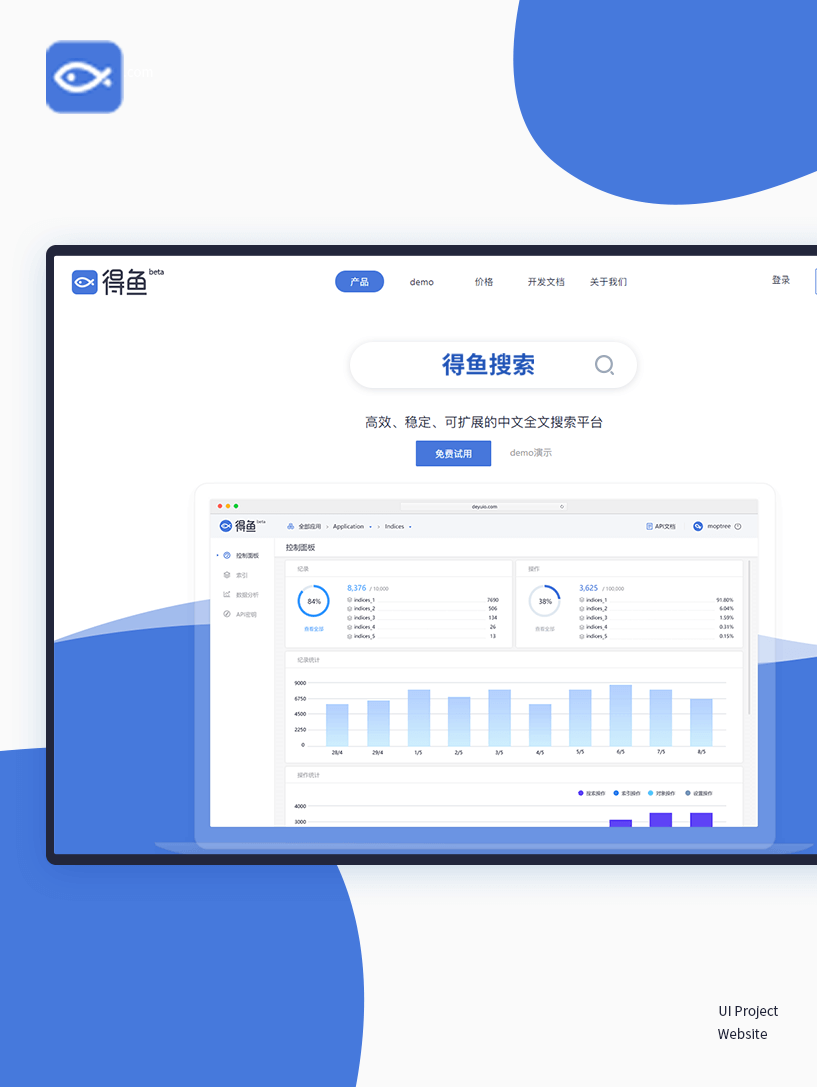 得鱼 beta
产品 demo 价格 开发文档 关于我们 登录
得鱼搜索
高效、稳定、可扩展的中文全文搜索平台
免费试用 demo演示
deyuio.com
得鱼 beta 全部应用 › Application › Indices API文档 moptree
控制面板 控制面板
索引
数据分析
API密钥
记录 操作
84% 8,376 / 10,000
indices_1 7690
indices_2 506
indices_3 134
indices_4 26
indices_5 13
查看全部
38% 3,625 / 100,000
indices_1 91.80%
indices_2 6.04%
indices_3 1.59%
indices_4 0.31%
indices_5 0.15%
查看全部
记录统计
9000
6750
4500
2250
0
28/4 29/4 1/5 2/5 3/5 4/5 5/5 6/5 7/5 8/5
操作统计
搜索操作 索引操作 对象操作 设置操作
4000
3000
UI Project
Website